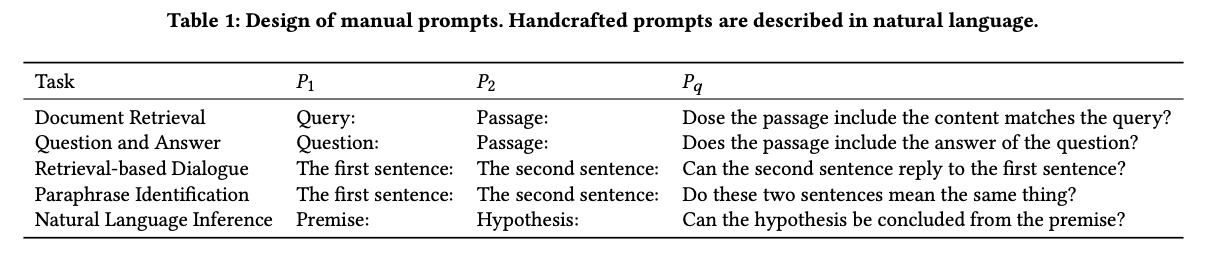 Table 1: Design of manual prompts. Handcrafted prompts are described in natural language.
Task P1 P2 Pq
Document Retrieval Query: Passage: Dose the passage include the content matches the query?
Question and Answer Question: Passage: Does the passage include the answer of the question?
Retrieval-based Dialogue The first sentence: The second sentence: Can the second sentence reply to the first sentence?
Paraphrase Identification The first sentence: The second sentence: Do these two sentences mean the same thing?
Natural Language Inference Premise: Hypothesis: Can the hypothesis be concluded from the premise?